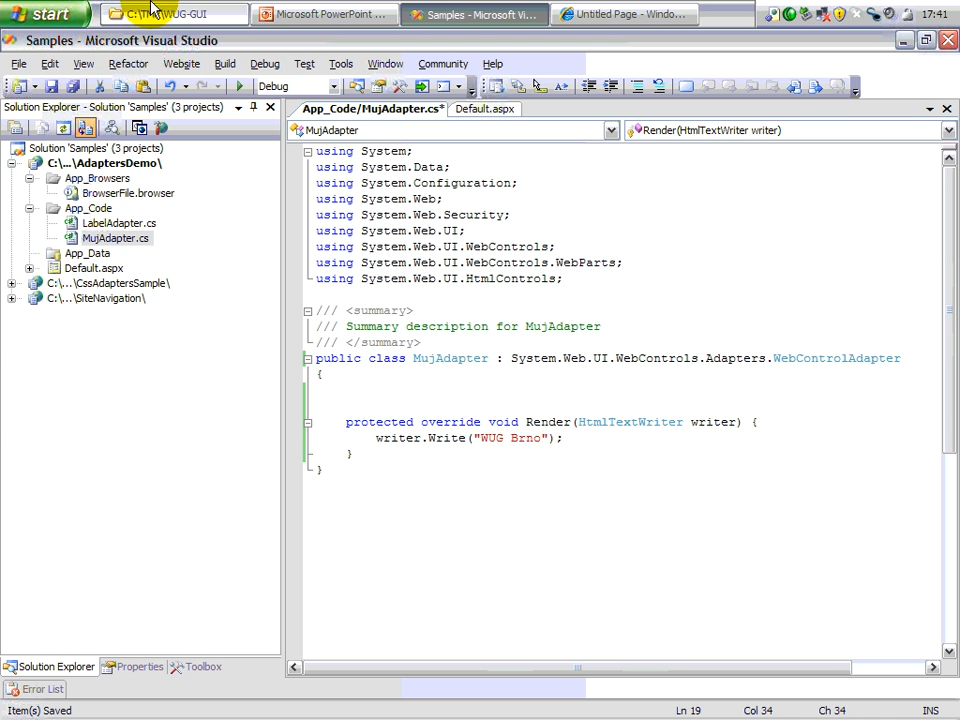 start
C:\TMP\WUG-GUI
Microsoft PowerPoint ...
Samples - Microsoft Vi...
Untitled Page - Windo...
17:41
Samples - Microsoft Visual Studio
File Edit View Refactor Website Build Debug Test Tools Window Community Help
Debug
Solution Explorer - Solution 'Samples' (3 projects)
App_Code/MujAdapter.cs* Default.aspx
MujAdapter
Render(HtmlTextWriter writer)
Solution 'Samples' (3 projects)
C:\...\AdaptersDemo\
App_Browsers
BrowserFile.browser
App_Code
LabelAdapter.cs
MujAdapter.cs
App_Data
Default.aspx
C:\...\CssAdaptersSample\
C:\...\SiteNavigation\
using System;
using System.Data;
using System.Configuration;
using System.Web;
using System.Web.Security;
using System.Web.UI;
using System.Web.UI.WebControls;
using System.Web.UI.WebControls.WebParts;
using System.Web.UI.HtmlControls;
/// <summary>
/// Summary description for MujAdapter
/// </summary>
public class MujAdapter : System.Web.UI.WebControls.Adapters.WebControlAdapter
{
protected override void Render(HtmlTextWriter writer) {
writer.Write("WUG Brno");
}
}
Solution Explorer Properties Toolbox
Error List
Item(s) Saved
Ln 19 Col 34 Ch 34 INS